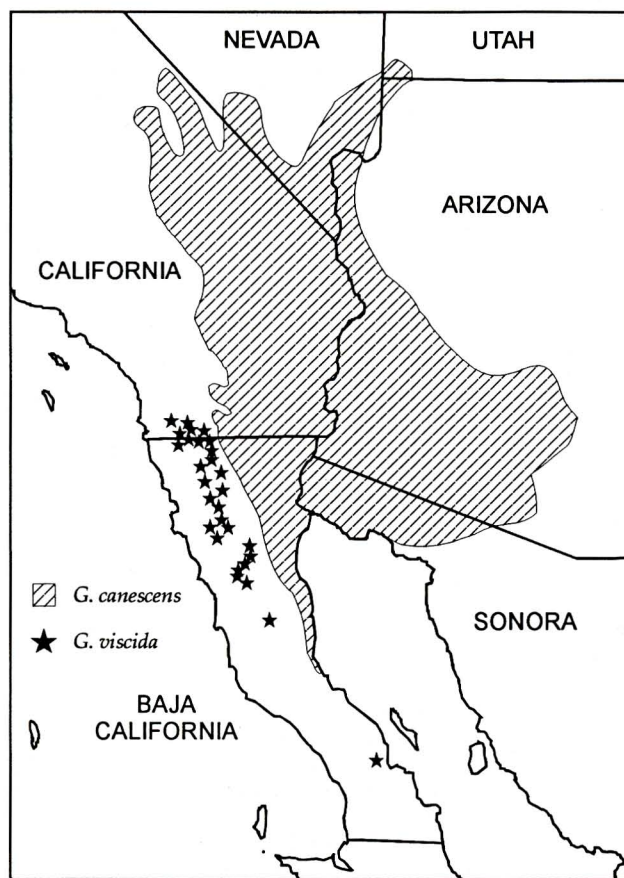 NEVADA
UTAH
ARIZONA
CALIFORNIA
G. canescens
G. viscida
SONORA
BAJA
CALIFORNIA